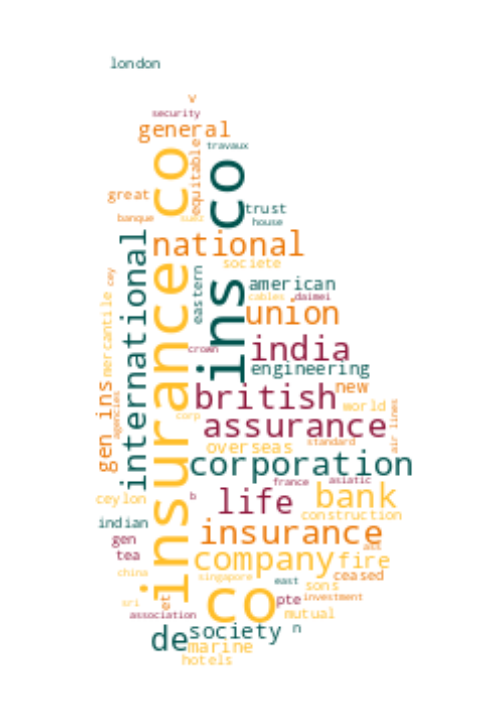 london
v
security
general
travaux
equitable
insurance co
ins co
great
trust
banque
house
national
international
societe
eastern
american
cey
cables
daimei
mercantile
union
crown
india
engineering
gen ins
agencies
british
new
world
air lines
corp
assurance
overseas
standard
corporation
france
asiatic
ceylon
b
life
bank
construction
indian
insurance
gen
tea
company
fire
ass
china
singapore
east
ceased
sons
sri
et
co
pte
investment
association
mutual
de
society
n
marine
hotels